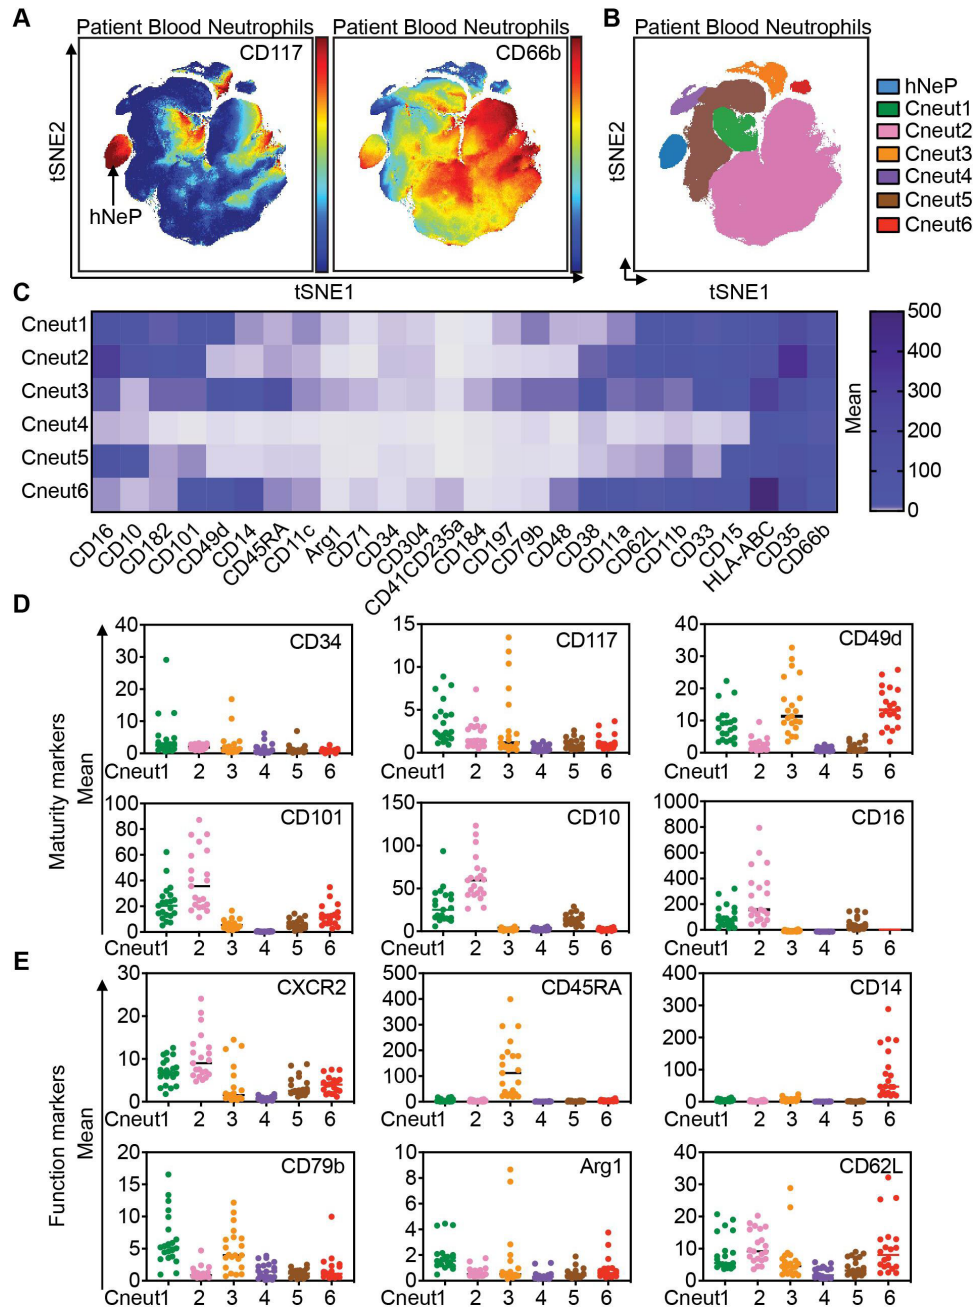 A
Patient Blood Neutrophils
Patient Blood Neutrophils
CD117
CD66b
hNeP
tSNE2
tSNE1
B
Patient Blood Neutrophils
tSNE2
tSNE1
hNeP
Cneut1
Cneut2
Cneut3
Cneut4
Cneut5
Cneut6
C
Cneut1
Cneut2
Cneut3
Cneut4
Cneut5
Cneut6
CD16
CD10
CD182
CD101
CD49d
CD14
CD45RA
CD11c
Arg1
CD71
CD34
CD304
CD41CD235a
CD184
CD197
CD79b
CD48
CD38
CD11a
CD62L
CD11b
CD33
CD15
HLA-ABC
CD35
CD66b
Mean
500
400
300
200
100
0
D
Maturity markers
Mean
CD34
40
30
20
10
0
Cneut1 2 3 4 5 6
CD117
15
10
5
0
Cneut1 2 3 4 5 6
CD49d
40
30
20
10
0
Cneut1 2 3 4 5 6
CD101
100
80
60
40
20
0
Cneut1 2 3 4 5 6
CD10
150
100
50
0
Cneut1 2 3 4 5 6
CD16
1000
800
600
400
200
0
Cneut1 2 3 4 5 6
E
Function markers
Mean
CXCR2
30
20
10
0
Cneut1 2 3 4 5 6
CD45RA
500
400
300
200
100
0
Cneut1 2 3 4 5 6
CD14
400
300
200
100
0
Cneut1 2 3 4 5 6
CD79b
20
15
10
5
0
Cneut1 2 3 4 5 6
Arg1
10
8
6
4
2
0
Cneut1 2 3 4 5 6
CD62L
40
30
20
10
0
Cneut1 2 3 4 5 6